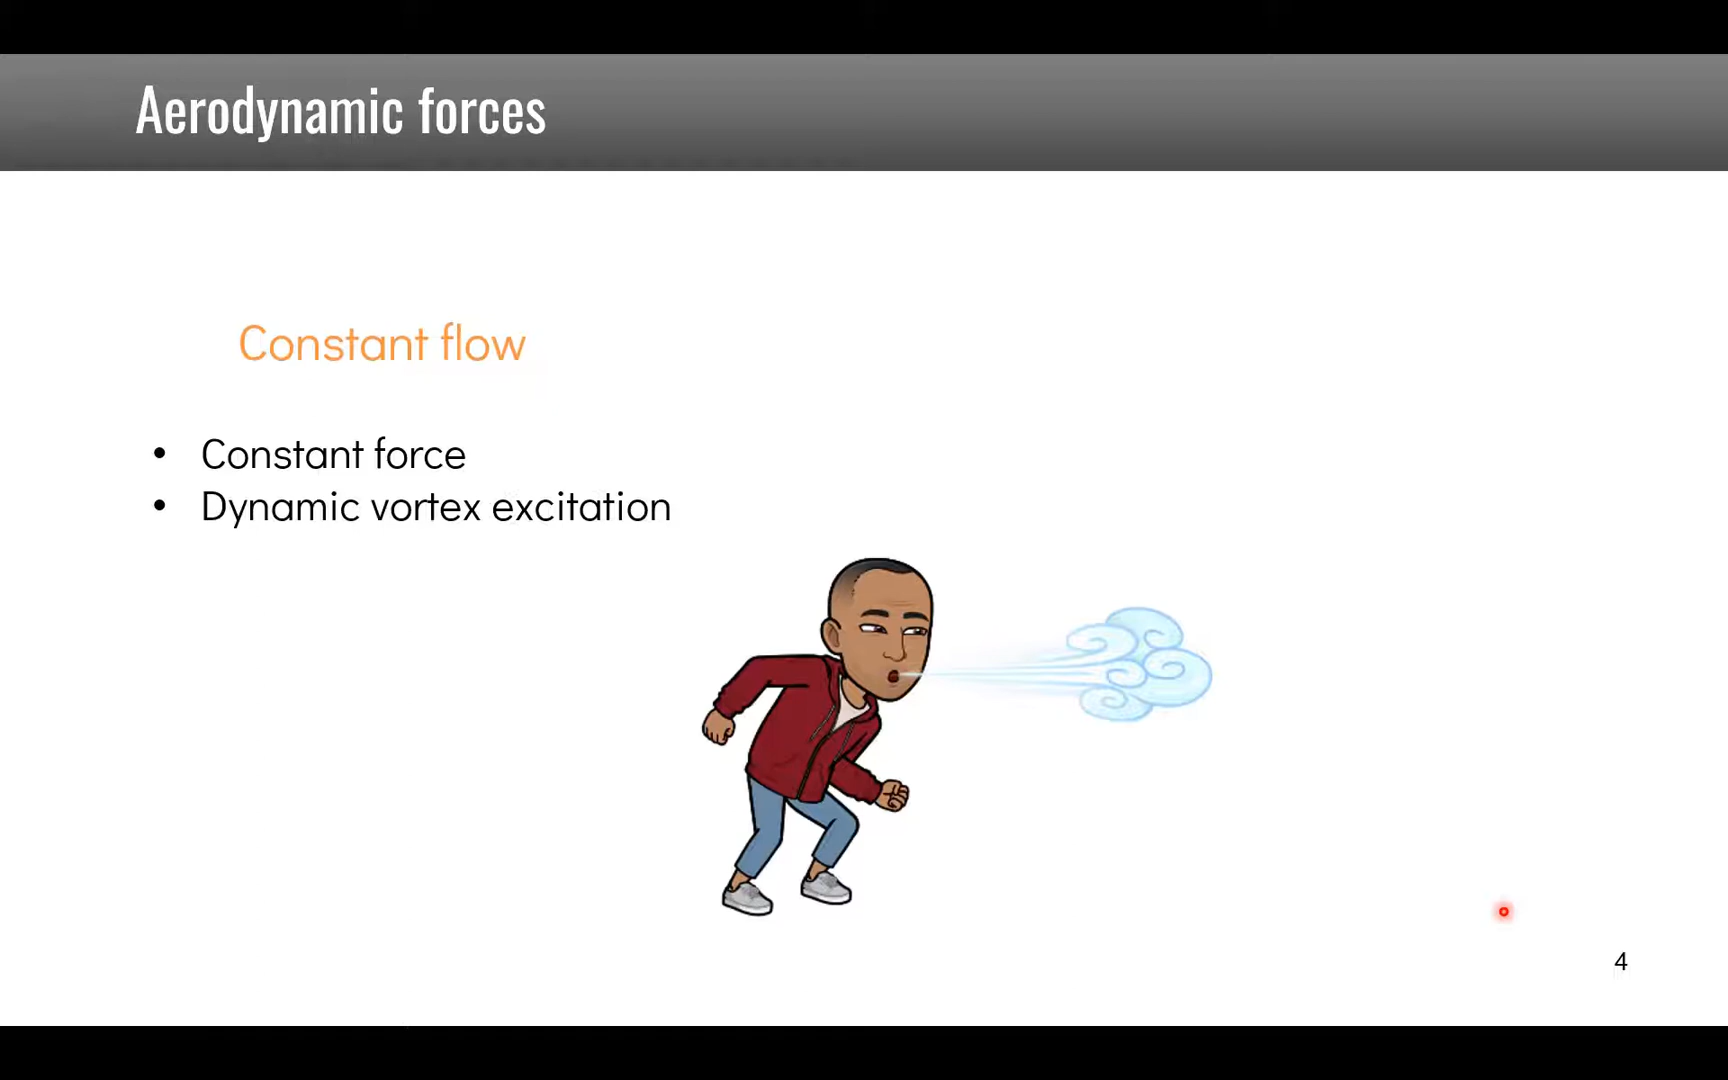 Aerodynamic forces
Constant flow
• Constant force
• Dynamic vortex excitation
4